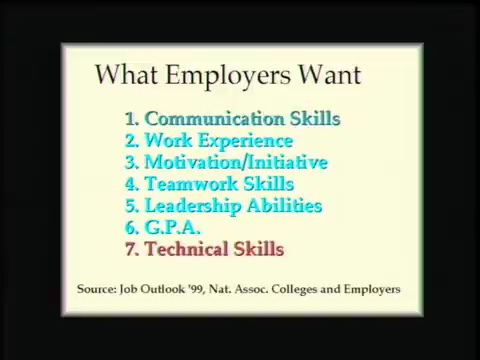 What Employers Want
1. Communication Skills
2. Work Experience
3. Motivation/Initiative
4. Teamwork Skills
5. Leadership Abilities
6. G.P.A.
7. Technical Skills
Source: Job Outlook '99, Nat. Assoc. Colleges and Employers